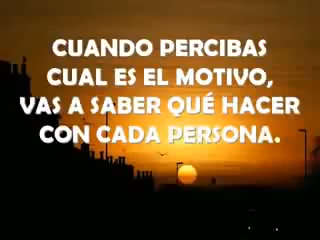 CUANDO PERCIBAS
CUAL ES EL MOTIVO,
VAS A SABER QUÉ HACER
CON CADA PERSONA.